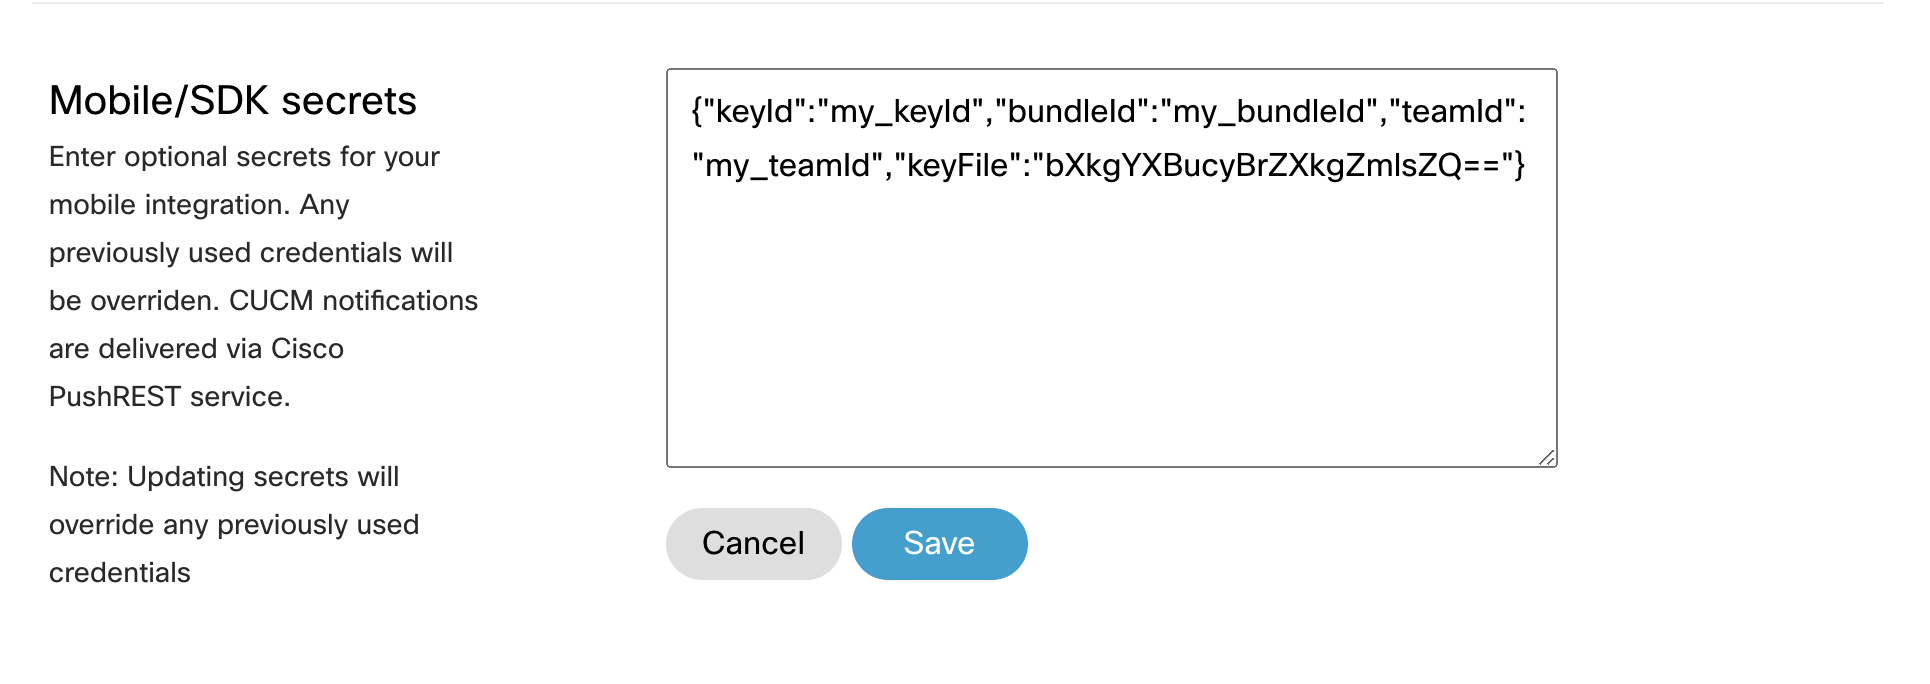 Mobile/SDK secrets
Enter optional secrets for your
mobile integration. Any
previously used credentials will
be overriden. CUCM notifications
are delivered via Cisco
PushREST service.
Note: Updating secrets will
override any previously used
credentials
{"keyId":"my_keyId","bundleId":"my_bundleId","teamId":
"my_teamId","keyFile":"bXkgYXBucyBrZXkgZmlsZQ=="}
Cancel
Save